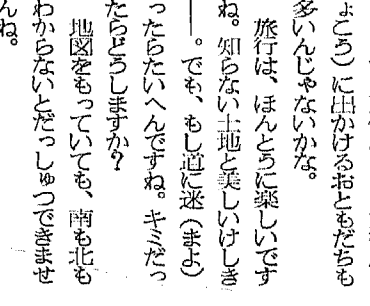 ょこう)に出かけるおともだちも
多いんじゃないかな。
旅行は、ほんとうに楽しいです
ね。知らない土地と美しいけしき
━━。でも、もし道に迷(まよ)
ったらたいへんですね。キミだっ
たらどうしますか?
地図をもっていても、南も北も
わからないとだっしゅつできませ
んね。